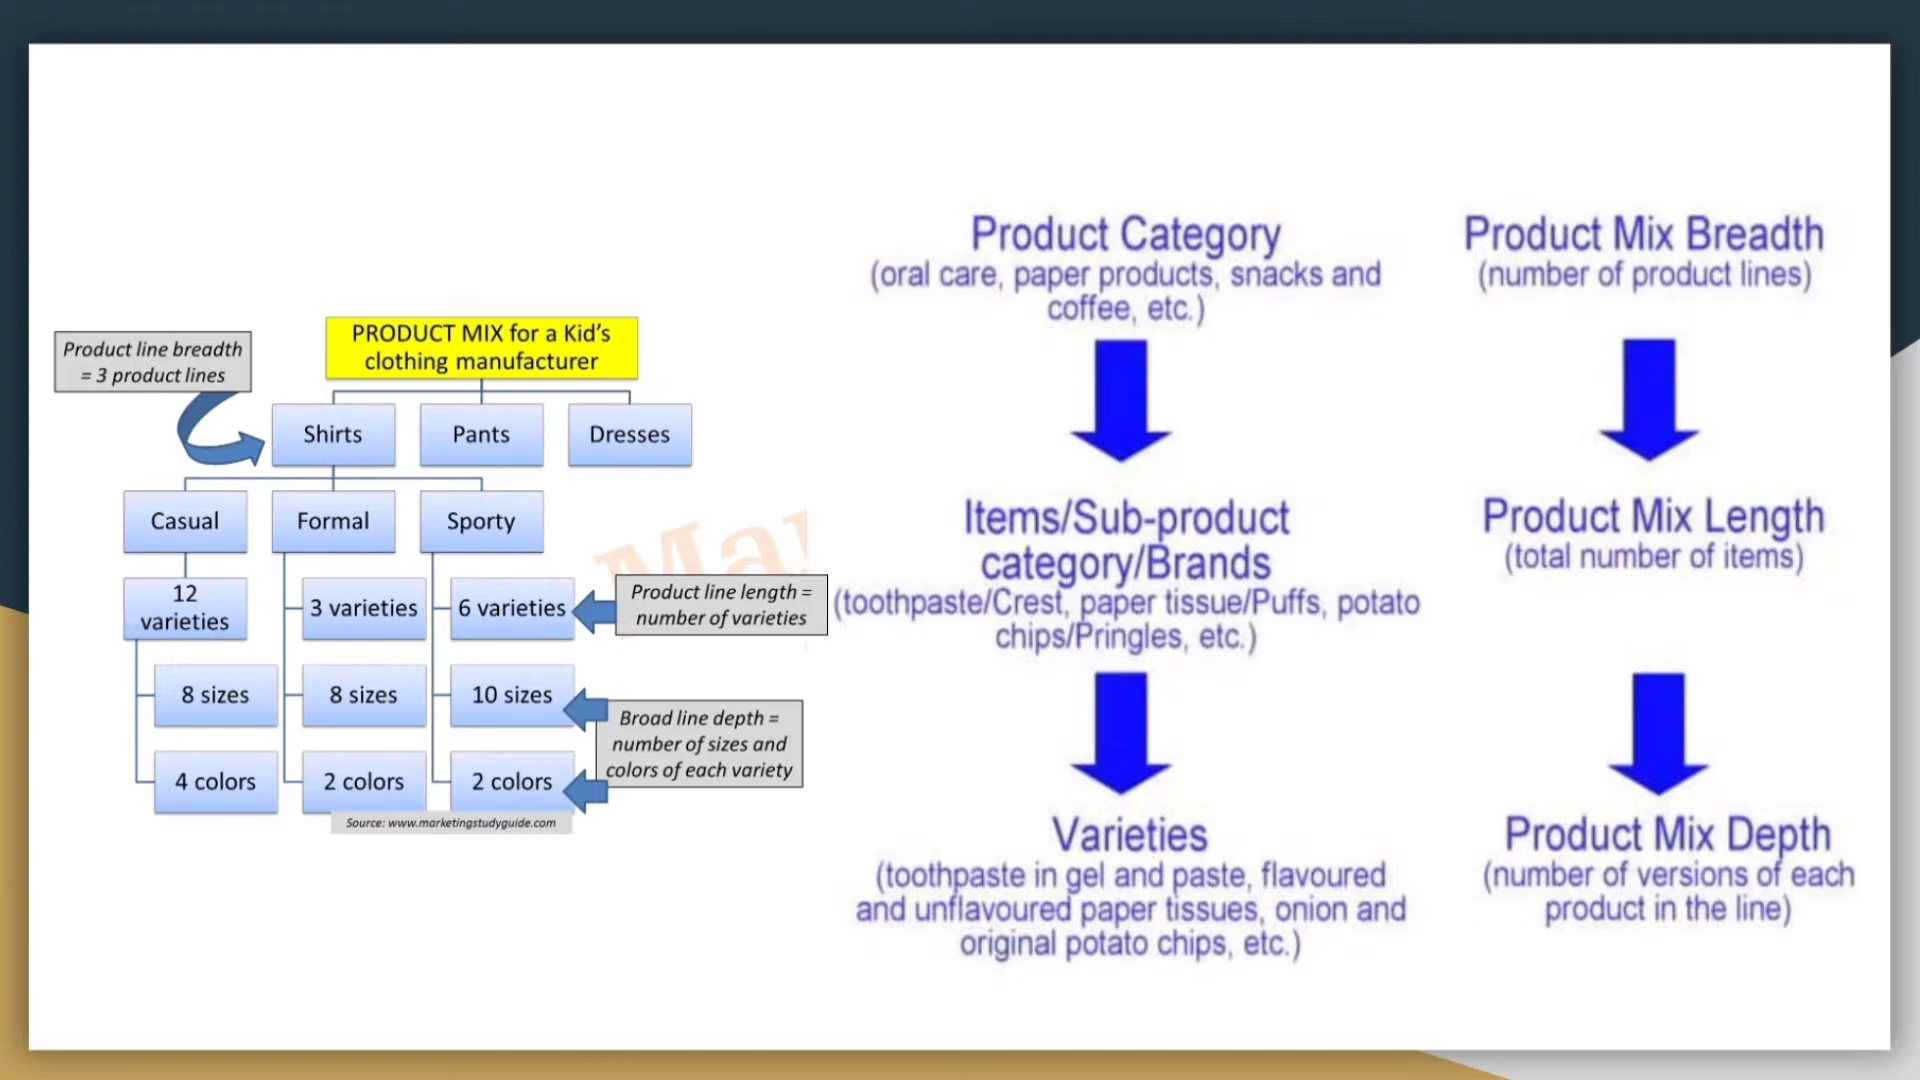 PRODUCT MIX for a Kid's
clothing manufacturer
Product line breadth
= 3 product lines
Shirts
Pants
Dresses
Casual
Formal
Sporty
12
varieties
3 varieties
6 varieties
Product line length =
number of varieties
8 sizes
8 sizes
10 sizes
Broad line depth =
number of sizes and
colors of each variety
4 colors
2 colors
2 colors
Source: www.marketingstudyguide.com
Product Category
(oral care, paper products, snacks and
coffee, etc.)
Items/Sub-product
category/Brands
(toothpaste/Crest, paper tissue/Puffs, potato
chips/Pringles, etc.)
Varieties
(toothpaste in gel and paste, flavoured
and unflavoured paper tissues, onion and
original potato chips, etc.)
Product Mix Breadth
(number of product lines)
Product Mix Length
(total number of items)
Product Mix Depth
(number of versions of each
product in the line)